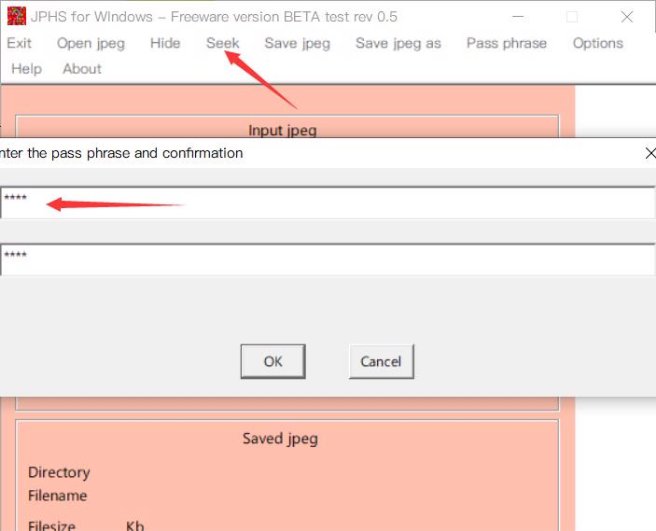 JPHS for WIndows - Freeware version BETA test rev 0.5
Exit Open jpeg Hide Seek Save jpeg Save jpeg as Pass phrase Options
Help About
Input jpeg
nter the pass phrase and confirmation
****
****
OK Cancel
Saved jpeg
Directory
Filename
Filesize Kb